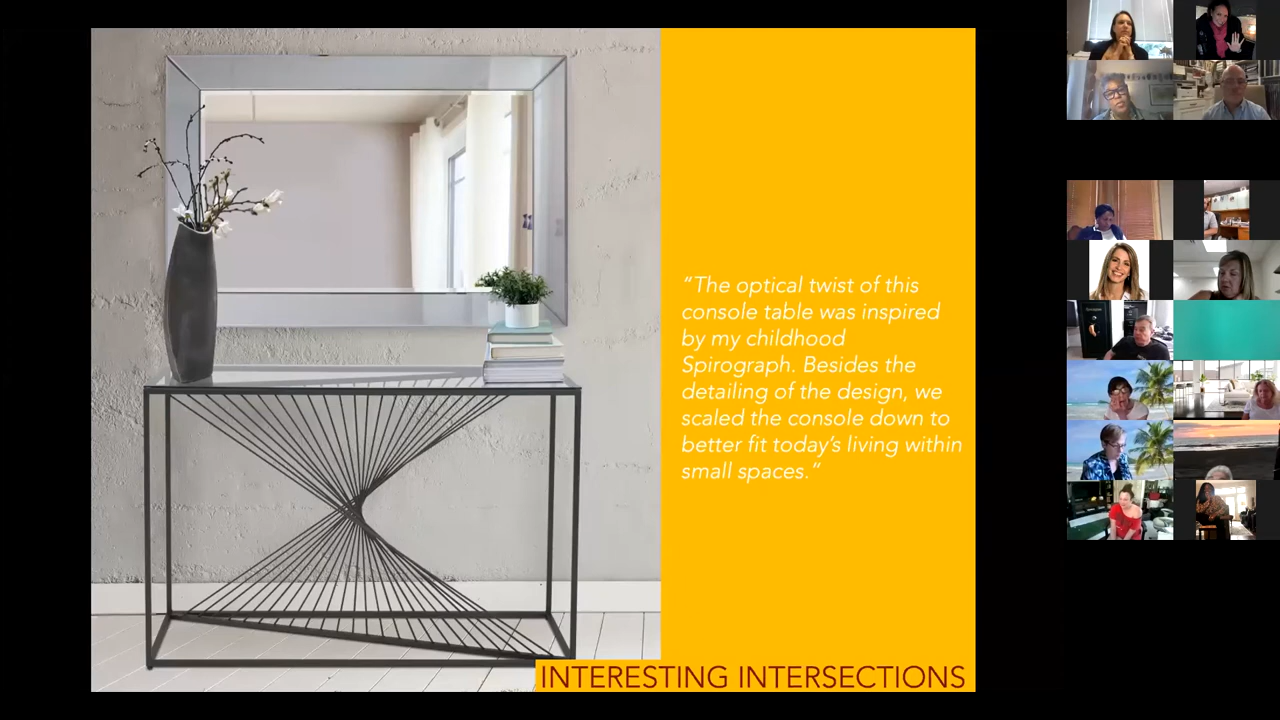 “The optical twist of this
console table was inspired
by my childhood
Spirograph. Besides the
detailing of the design, we
scaled the console down to
better fit today’s living within
small spaces.“
INTERESTING INTERSECTIONS